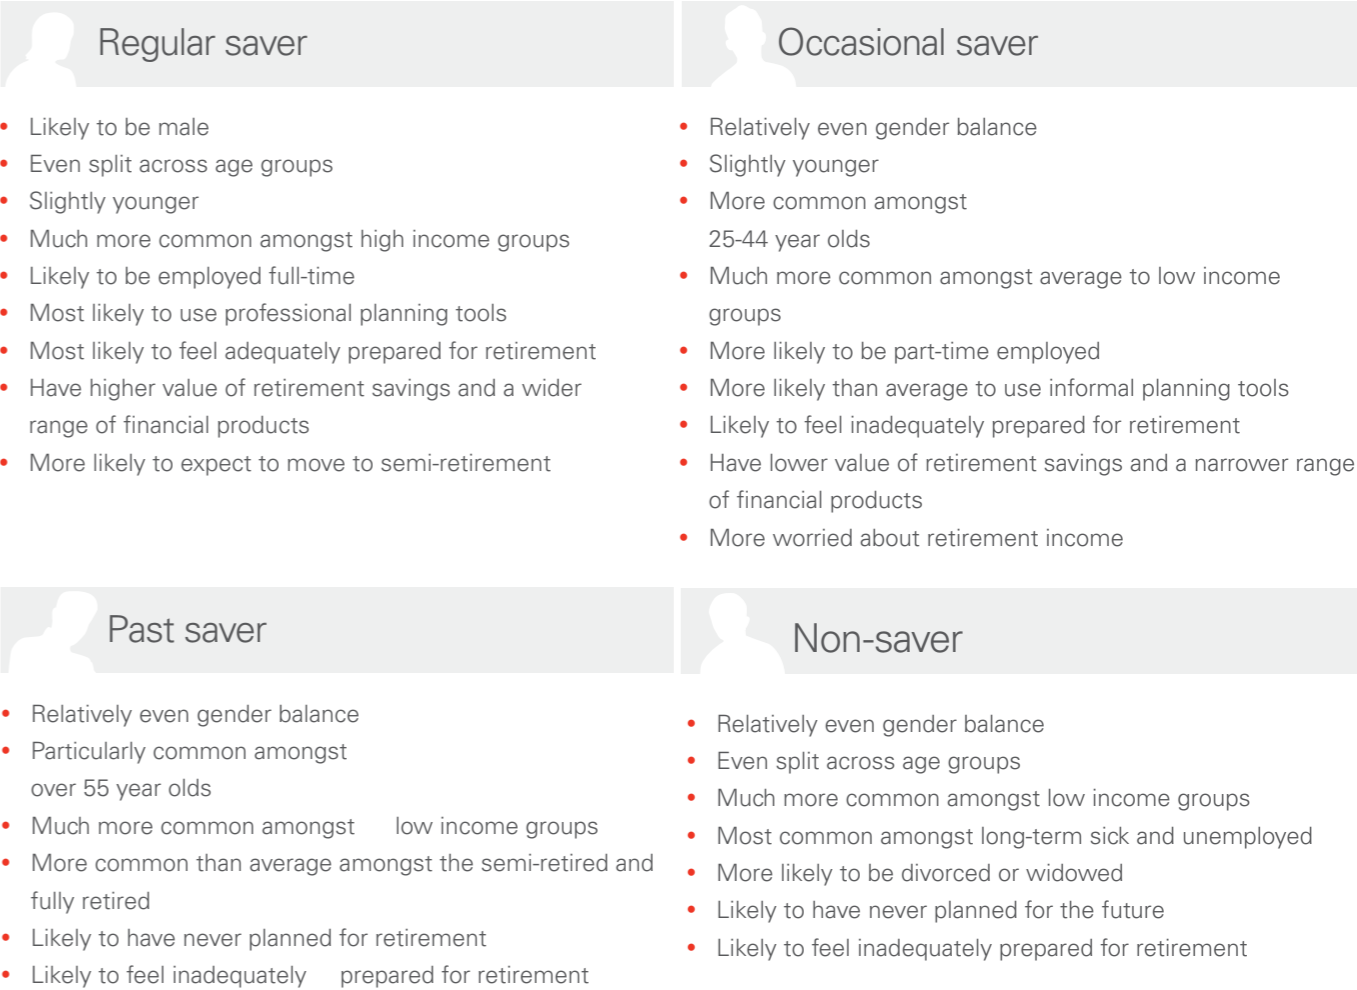 Regular saver
• Likely to be male
• Even split across age groups
• Slightly younger
• Much more common amongst high income groups
• Likely to be employed full-time
• Most likely to use professional planning tools
• Most likely to feel adequately prepared for retirement
• Have higher value of retirement savings and a wider
range of financial products
• More likely to expect to move to semi-retirement
Occasional saver
• Relatively even gender balance
• Slightly younger
• More common amongst
25-44 year olds
• Much more common amongst average to low income
groups
• More likely to be part-time employed
• More likely than average to use informal planning tools
• Likely to feel inadequately prepared for retirement
• Have lower value of retirement savings and a narrower range
of financial products
• More worried about retirement income
Past saver
• Relatively even gender balance
• Particularly common amongst
over 55 year olds
• Much more common amongst low income groups
• More common than average amongst the semi-retired and
fully retired
• Likely to have never planned for retirement
• Likely to feel inadequately prepared for retirement
Non-saver
• Relatively even gender balance
• Even split across age groups
• Much more common amongst low income groups
• Most common amongst long-term sick and unemployed
• More likely to be divorced or widowed
• Likely to have never planned for the future
• Likely to feel inadequately prepared for retirement